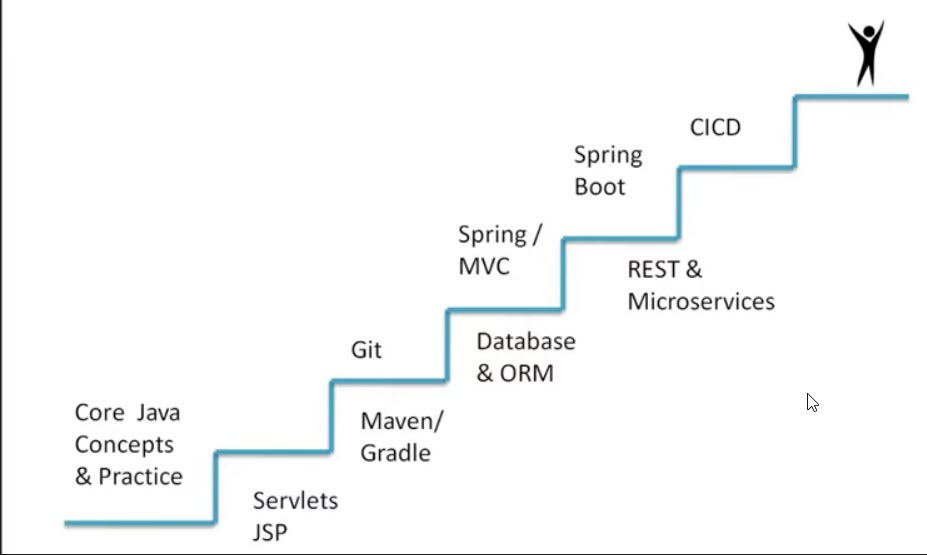 CICD
Spring
Boot
Spring /
MVC
REST &
Microservices
Git
Database
& ORM
Core Java
Concepts
& Practice
Maven/
Gradle
Servlets
JSP